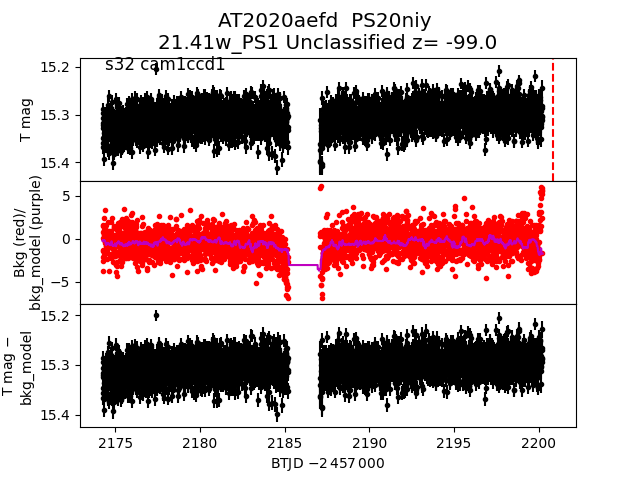 AT2020aefd  PS20niy
21.41w_PS1 Unclassified z= -99.0
s32 cam1ccd1
15.2
15.3
15.4
T mag
5
0
−5
Bkg (red)/
bkg_model (purple)
15.2
15.3
15.4
T mag −
bkg_model
2175 2180 2185 2190 2195 2200
BTJD −2 457 000